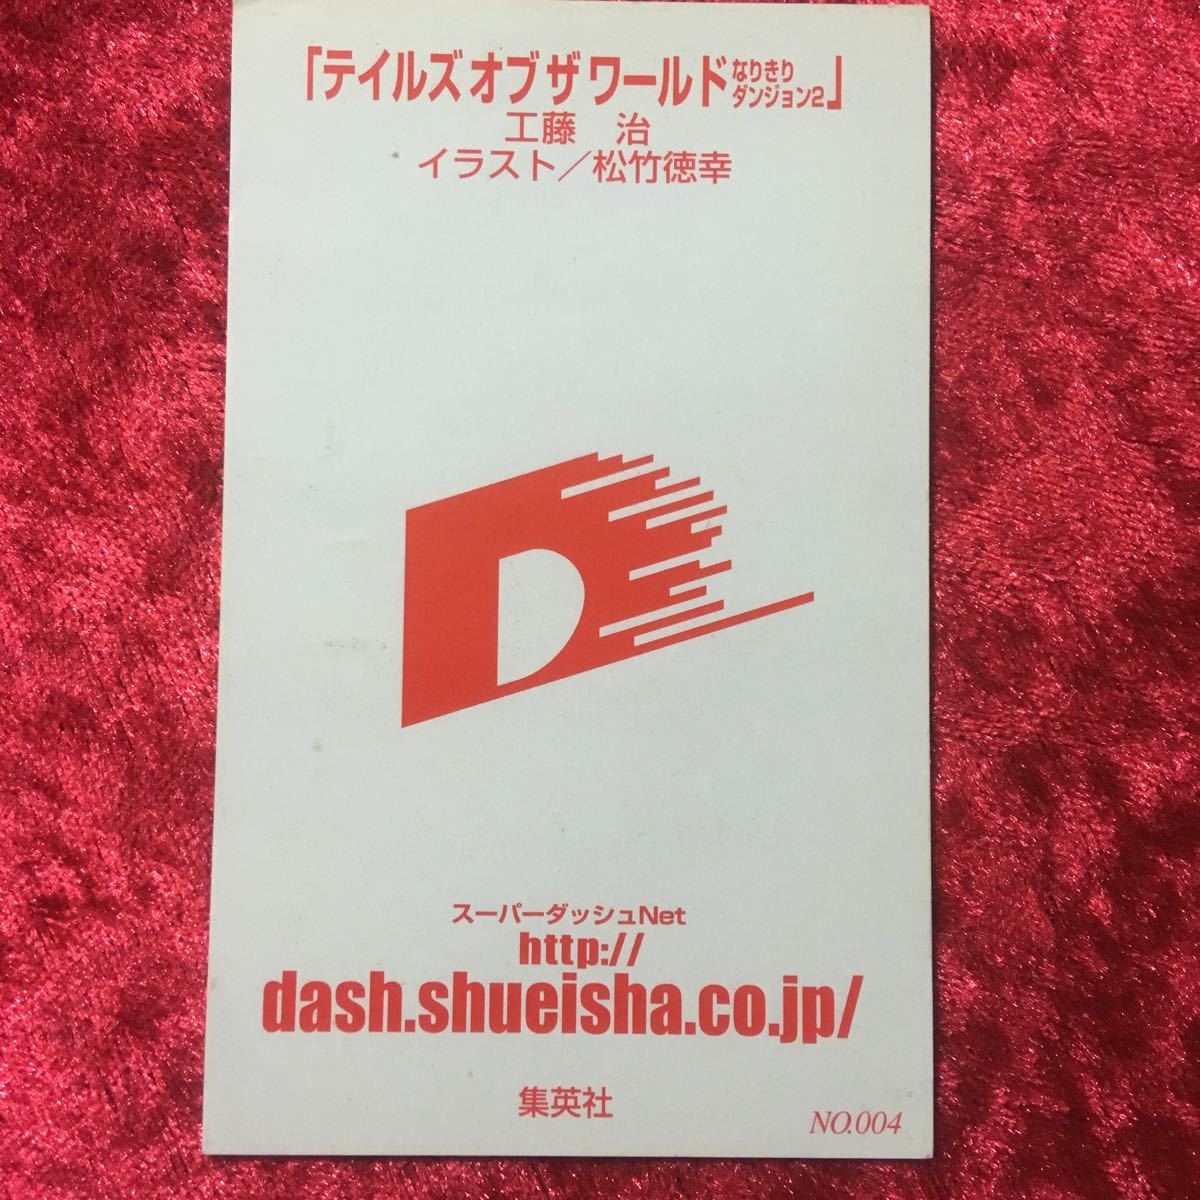 「テイルズ オブ ザ ワールド なりきりダンジョン2」
工藤　治
イラスト／松竹徳幸
D
スーパーダッシュNet
http://
dash.shueisha.co.jp/
集英社
NO.004